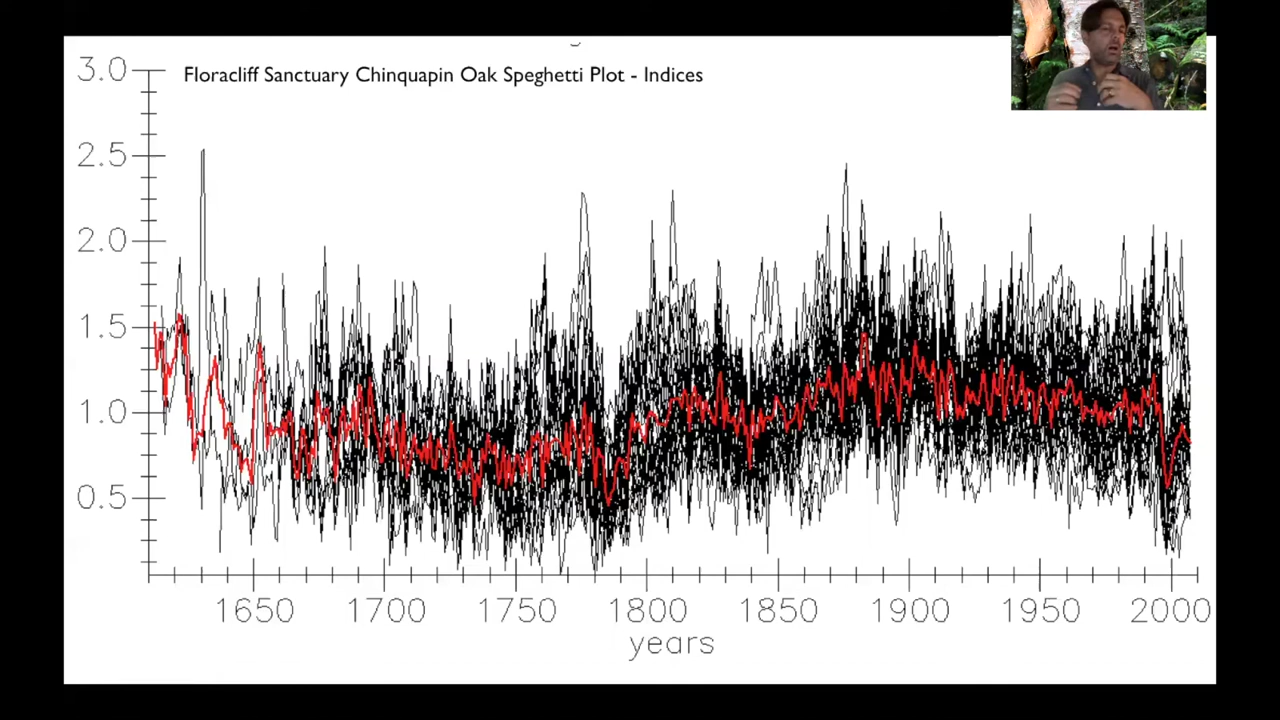 Floracliff Sanctuary Chinquapin Oak Speghetti Plot - Indices
3.0
2.5
2.0
1.5
1.0
0.5
1650 1700 1750 1800 1850 1900 1950 2000
years